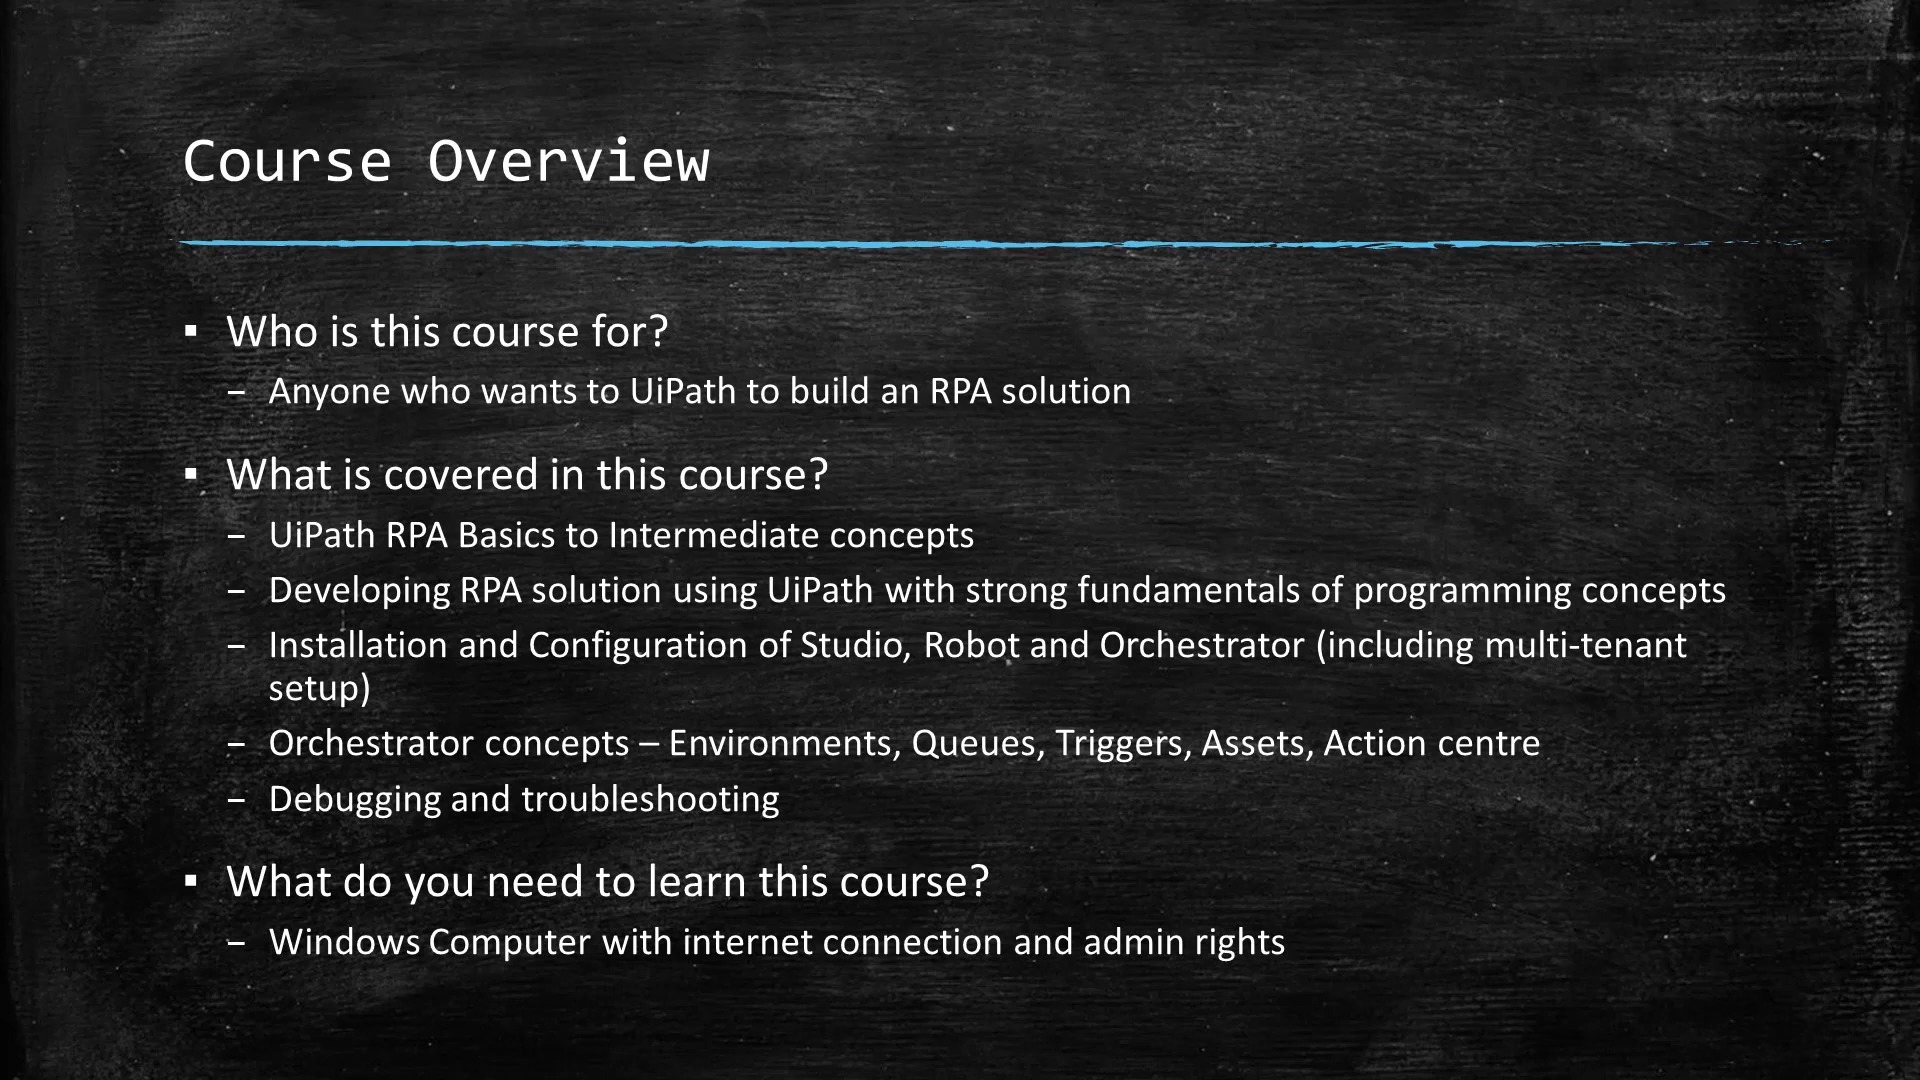 Course Overview
▪ Who is this course for?
– Anyone who wants to UiPath to build an RPA solution
▪ What is covered in this course?
– UiPath RPA Basics to Intermediate concepts
– Developing RPA solution using UiPath with strong fundamentals of programming concepts
– Installation and Configuration of Studio, Robot and Orchestrator (including multi-tenant
setup)
– Orchestrator concepts – Environments, Queues, Triggers, Assets, Action centre
– Debugging and troubleshooting
▪ What do you need to learn this course?
– Windows Computer with internet connection and admin rights